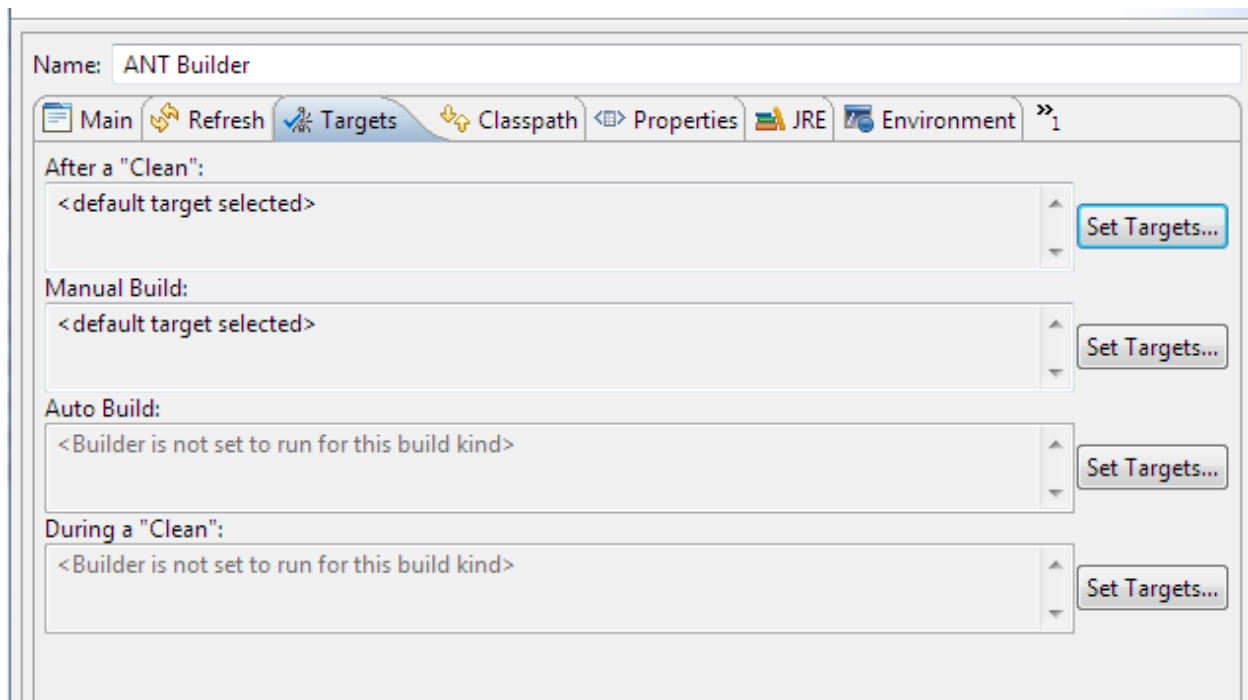 Name: ANT Builder
Main Refresh Targets Classpath Properties JRE Environment »1
After a "Clean":
<default target selected>
Set Targets...
Manual Build:
<default target selected>
Set Targets...
Auto Build:
<Builder is not set to run for this build kind>
Set Targets...
During a "Clean":
<Builder is not set to run for this build kind>
Set Targets...